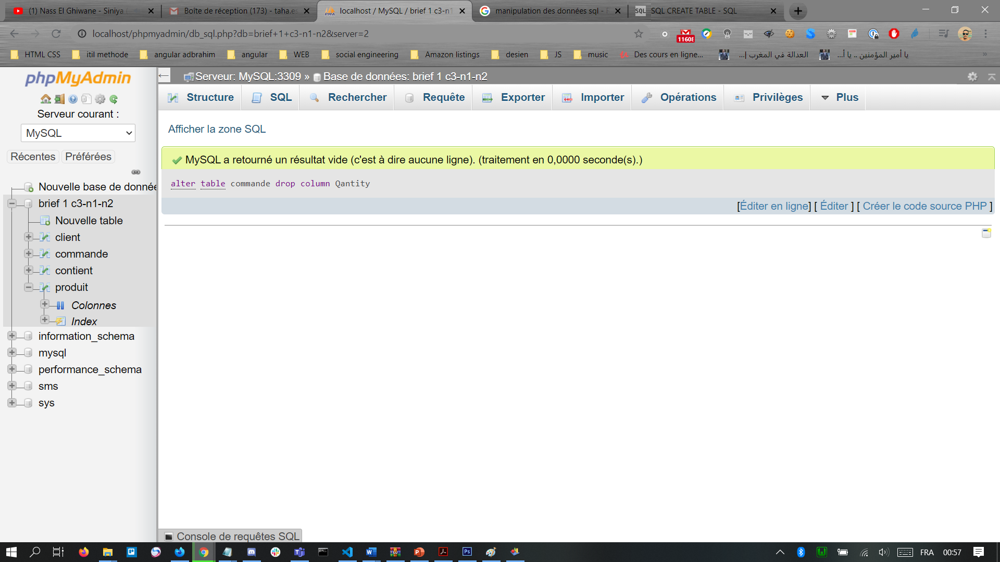 (1) Nass El Ghiwane - Siniya
Boîte de réception (173) - taha.es
localhost / MySQL / brief 1 c3-n1
manipulation des données sql -
SQL CREATE TABLE - SQL
localhost/phpmyadmin/db_sql.php?db=brief+1+c3-n1-n2&server=2
11608
HTML CSS
itil methode
angular adbrahim
angular
WEB
social engineering
Amazon listings
desien
JS
music
Des cours en ligne...
العدالة في المغرب |...
يا أمير المؤمنين .. يا أ...
phpMyAdmin
Serveur courant :
MySQL
Récentes
Préférées
Nouvelle base de donnée
brief 1 c3-n1-n2
Nouvelle table
client
commande
contient
produit
Colonnes
Index
information_schema
mysql
performance_schema
sms
sys
Serveur: MySQL:3309 » Base de données: brief 1 c3-n1-n2
Structure
SQL
Rechercher
Requête
Exporter
Importer
Opérations
Privilèges
Plus
Afficher la zone SQL
MySQL a retourné un résultat vide (c'est à dire aucune ligne). (traitement en 0,0000 seconde(s).)
alter table commande drop column Qantity
[Éditer en ligne] [ Éditer ] [ Créer le code source PHP ]
Console de requêtes SQL
FRA
00:57